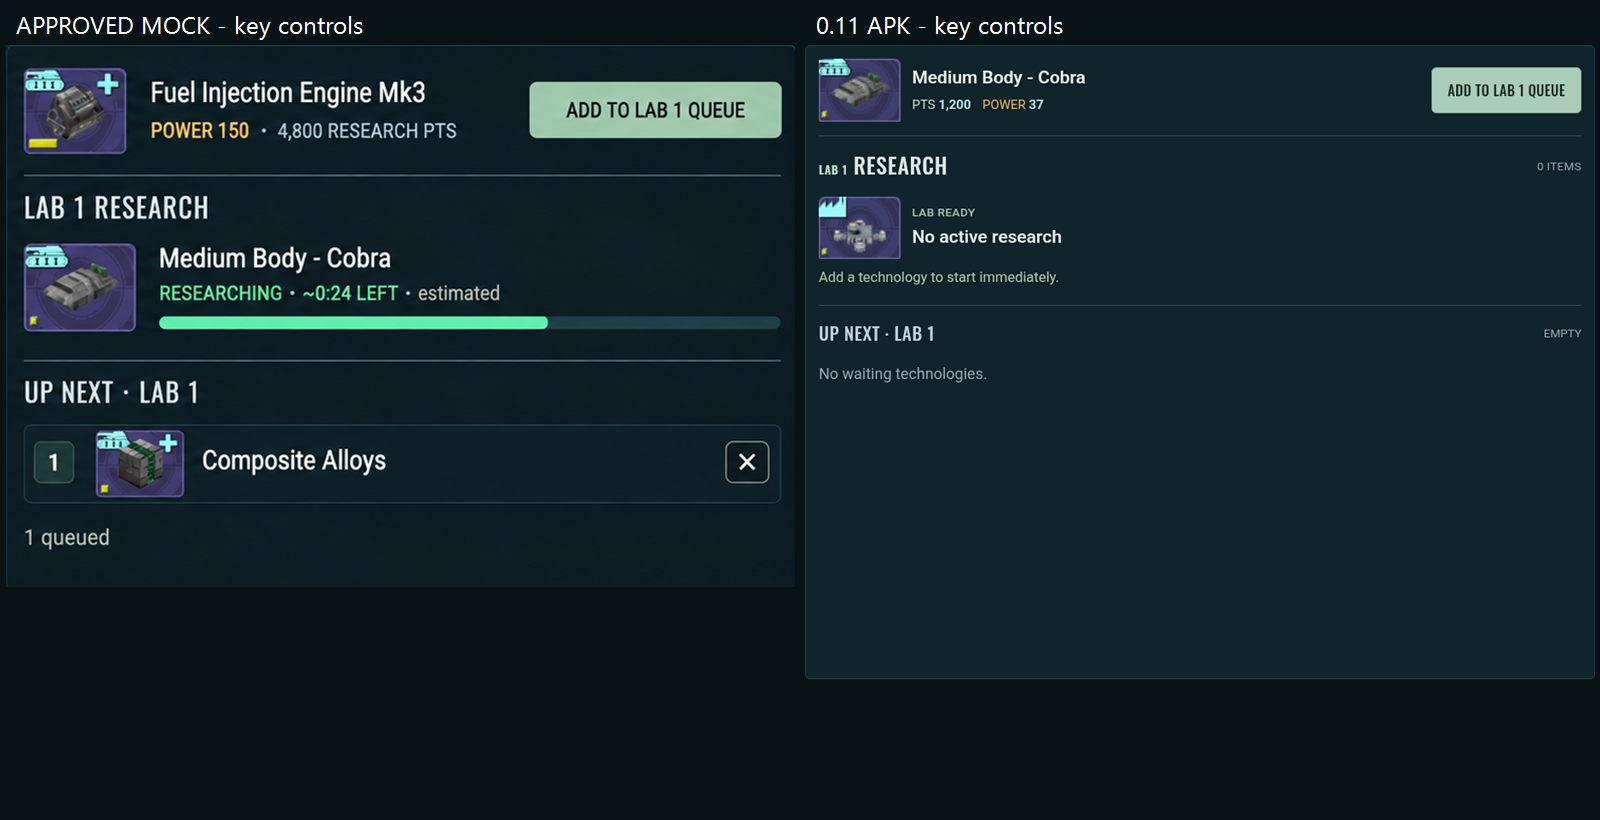 APPROVED MOCK - key controls
Fuel Injection Engine Mk3
POWER 150 • 4,800 RESEARCH PTS
ADD TO LAB 1 QUEUE
LAB 1 RESEARCH
Medium Body - Cobra
RESEARCHING • ~0:24 LEFT • estimated
UP NEXT · LAB 1
1
Composite Alloys
1 queued
0.11 APK - key controls
Medium Body - Cobra
PTS 1,200 POWER 37
ADD TO LAB 1 QUEUE
LAB 1 RESEARCH
0 ITEMS
LAB READY
No active research
Add a technology to start immediately.
UP NEXT · LAB 1
EMPTY
No waiting technologies.